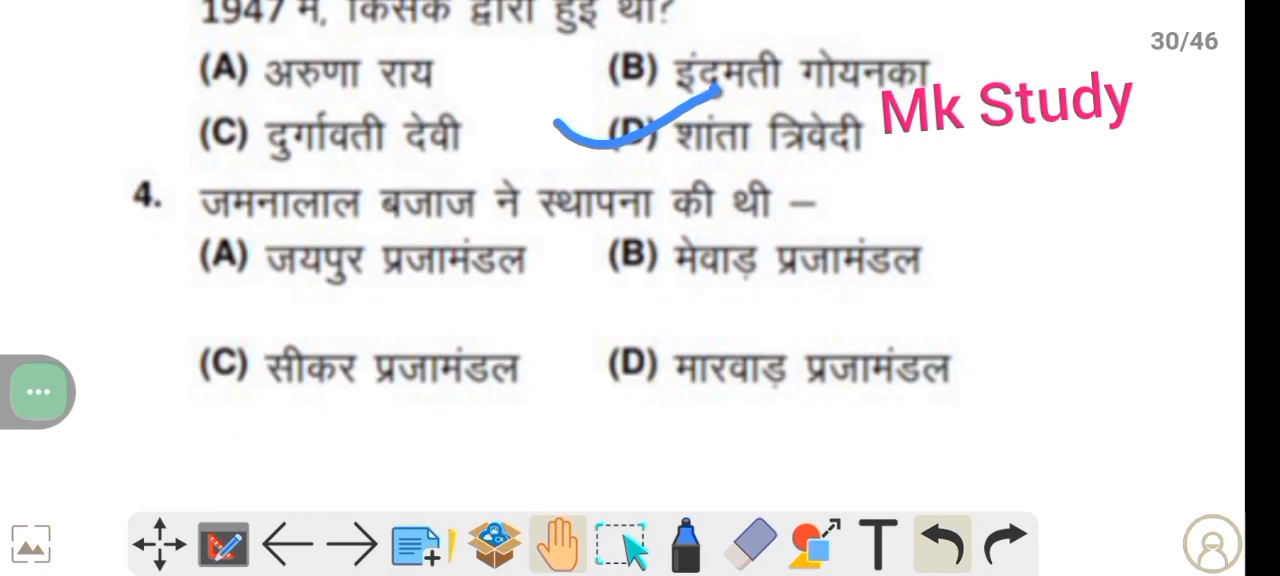 1947 में, किसके द्वारा हुई थी?
30/46
(A) अरुणा राय (B) इंदुमती गोयनका
Mk Study
(C) दुर्गावती देवी (D) शांता त्रिवेदी
4. जमनालाल बजाज ने स्थापना की थी –
(A) जयपुर प्रजामंडल (B) मेवाड़ प्रजामंडल
(C) सीकर प्रजामंडल (D) मारवाड़ प्रजामंडल
T